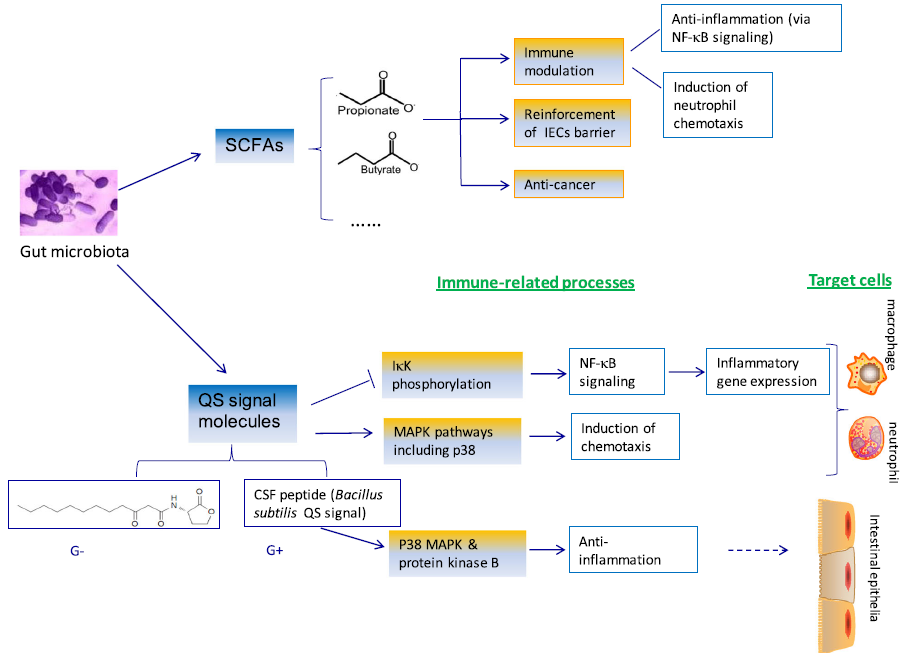 Anti-inflammation (via
NF-κB signaling)
Immune
modulation
Induction of
neutrophil
chemotaxis
O
O⁻
Propionate
SCFAs
Reinforcement
of IECs barrier
O
O
Butyrate
Anti-cancer
......
Gut microbiota
Immune-related processes
Target cells
macrophage
IκK
phosphorylation
NF-κB
signaling
Inflammatory
gene expression
QS signal
molecules
MAPK pathways
including p38
Induction of
chemotaxis
neutrophil
H
N
O
O
O
O
CSF peptide (Bacillus
subtilis QS signal)
G-
G+
P38 MAPK &
protein kinase B
Anti-
inflammation
Intestinal epithelia